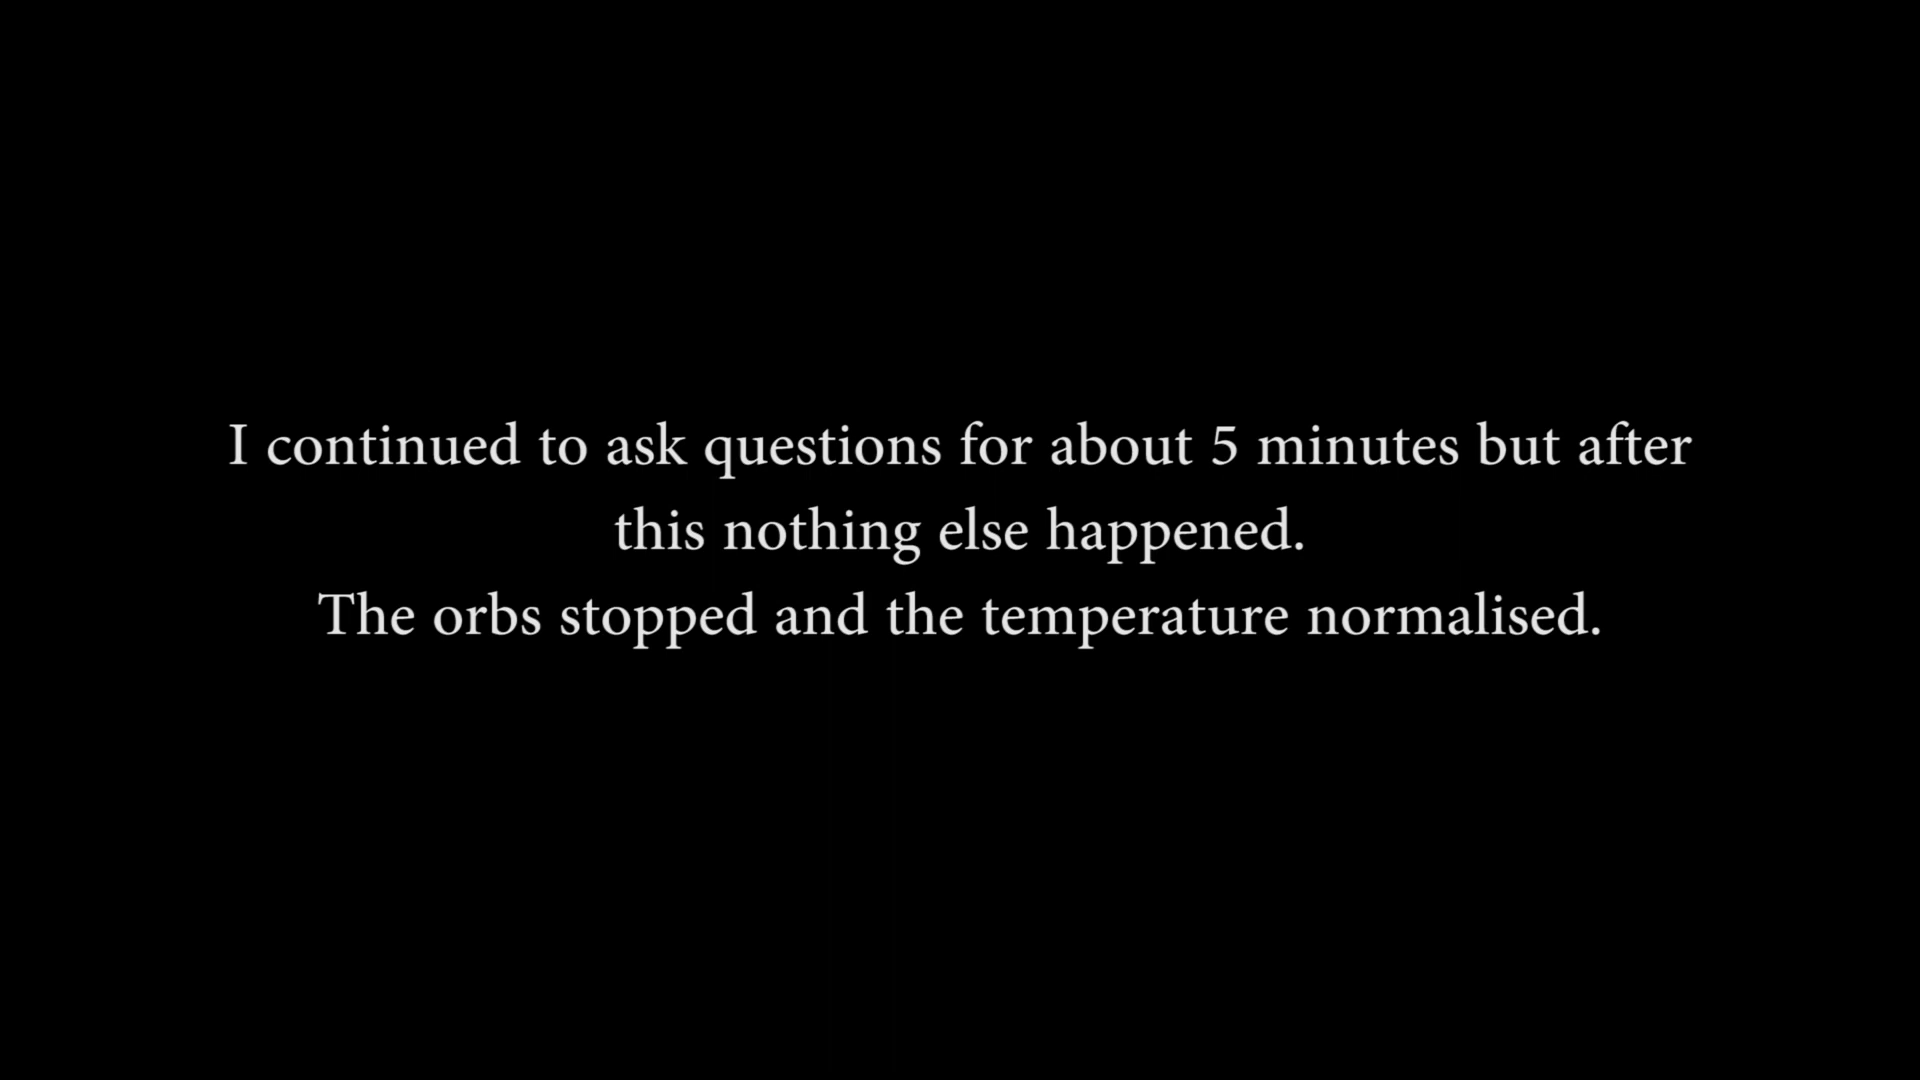 I continued to ask questions for about 5 minutes but after
this nothing else happened.
The orbs stopped and the temperature normalised.